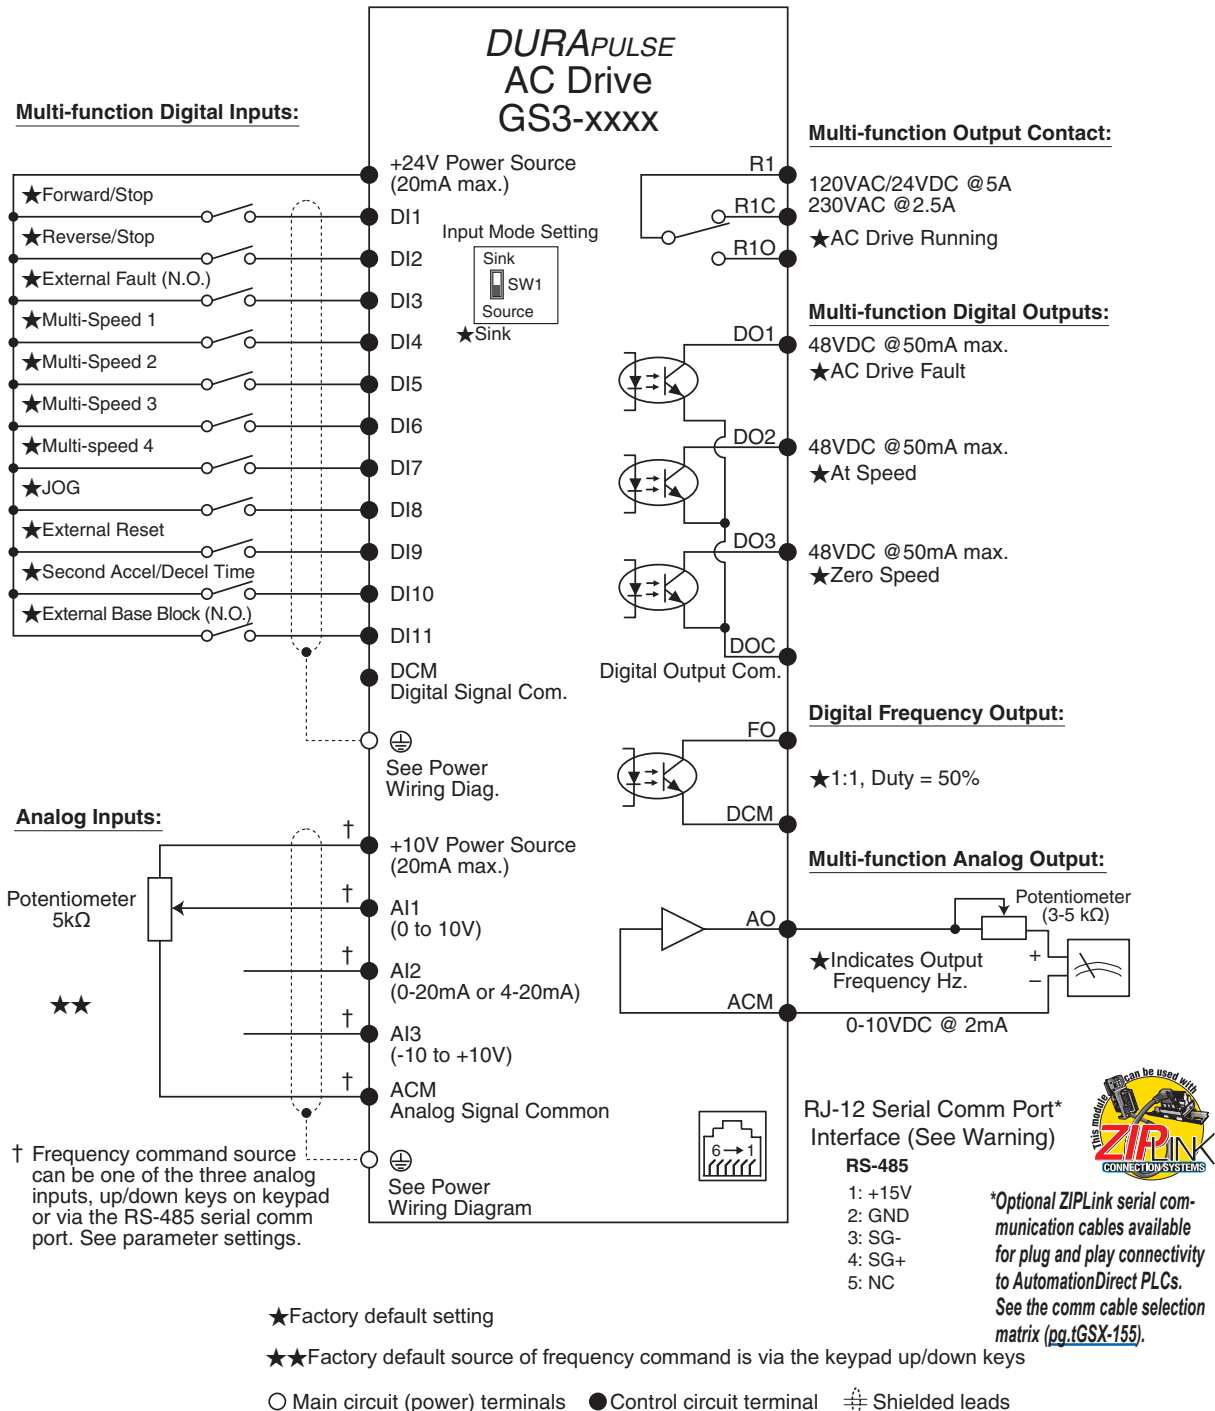 DURAPULSE
AC Drive
GS3-xxxx
Multi-function Digital Inputs:
★Forward/Stop
★Reverse/Stop
★External Fault (N.O.)
★Multi-Speed 1
★Multi-Speed 2
★Multi-Speed 3
★Multi-speed 4
★JOG
★External Reset
★Second Accel/Decel Time
★External Base Block (N.O.)
+24V Power Source
(20mA max.)
DI1
DI2
DI3
DI4
DI5
DI6
DI7
DI8
DI9
DI10
DI11
DCM
Digital Signal Com.
See Power
Wiring Diag.
Input Mode Setting
Sink
SW1
Source
★Sink
Multi-function Output Contact:
R1
R1C
R1O
120VAC/24VDC @5A
230VAC @2.5A
★AC Drive Running
Multi-function Digital Outputs:
DO1
48VDC @50mA max.
★AC Drive Fault
DO2
48VDC @50mA max.
★At Speed
DO3
48VDC @50mA max.
★Zero Speed
DOC
Digital Output Com.
Digital Frequency Output:
FO
★1:1, Duty = 50%
DCM
Analog Inputs:
Potentiometer
5kΩ
★★
†
+10V Power Source
(20mA max.)
†
AI1
(0 to 10V)
†
AI2
(0-20mA or 4-20mA)
†
AI3
(-10 to +10V)
†
ACM
Analog Signal Common
See Power
Wiring Diagram
Multi-function Analog Output:
AO
Potentiometer
(3-5 kΩ)
+
–
★Indicates Output
Frequency Hz.
ACM
0-10VDC @ 2mA
6→1
RJ-12 Serial Comm Port*
Interface (See Warning)
RS-485
1: +15V
2: GND
3: SG-
4: SG+
5: NC
This module can be used with
ZIPLINK
CONNECTION SYSTEMS
*Optional ZIPLink serial com-
munication cables available
for plug and play connectivity
to AutomationDirect PLCs.
See the comm cable selection
matrix (pg.tGSX-155).
† Frequency command source
can be one of the three analog
inputs, up/down keys on keypad
or via the RS-485 serial comm
port. See parameter settings.
★Factory default setting
★★Factory default source of frequency command is via the keypad up/down keys
Main circuit (power) terminals
Control circuit terminal
Shielded leads